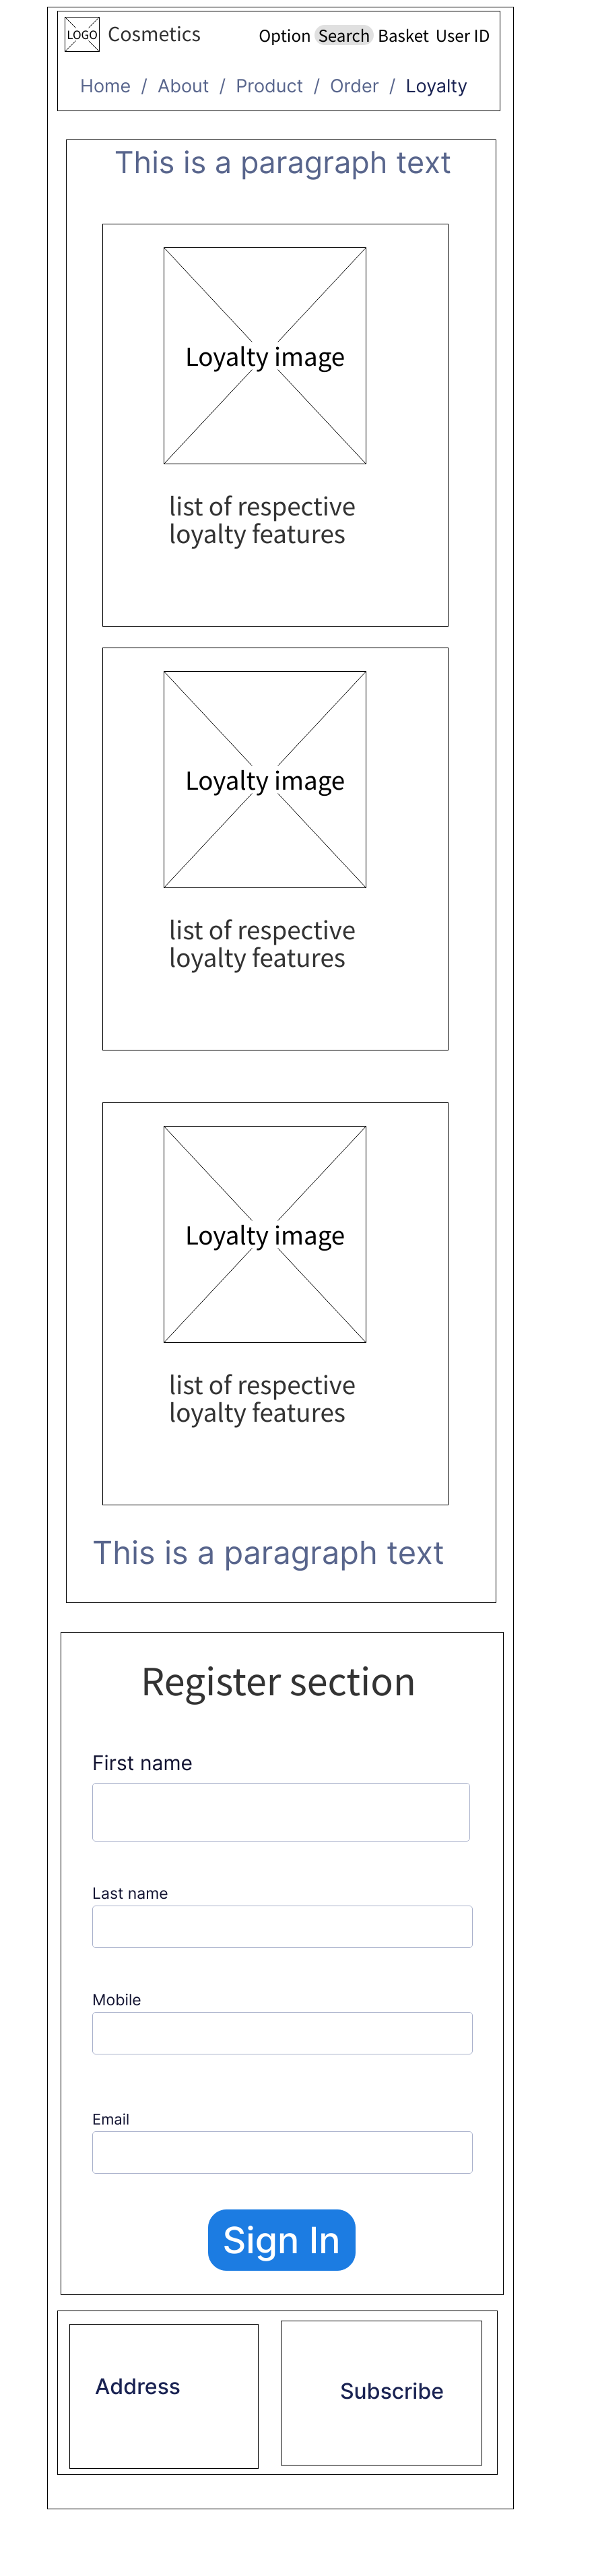 LOGO Cosmetics Option Search Basket User ID
Home / About / Product / Order / Loyalty
This is a paragraph text
Loyalty image
list of respective
loyalty features
Loyalty image
list of respective
loyalty features
Loyalty image
list of respective
loyalty features
This is a paragraph text
Register section
First name
Last name
Mobile
Email
Sign In
Address
Subscribe